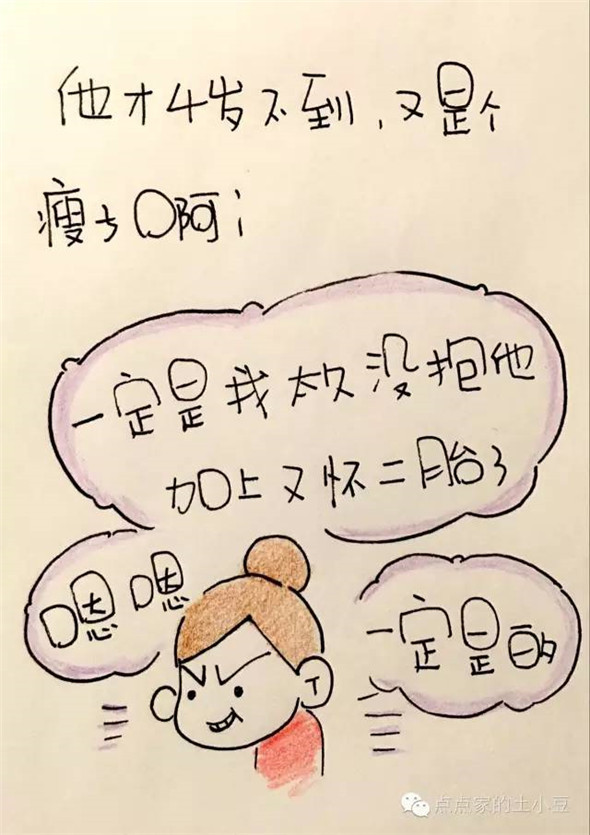 他才4岁不到,又是个
瘦子啊!
一定是我太久没抱他
加上又怀二胎了
嗯嗯
一定是的
点点家的土小豆